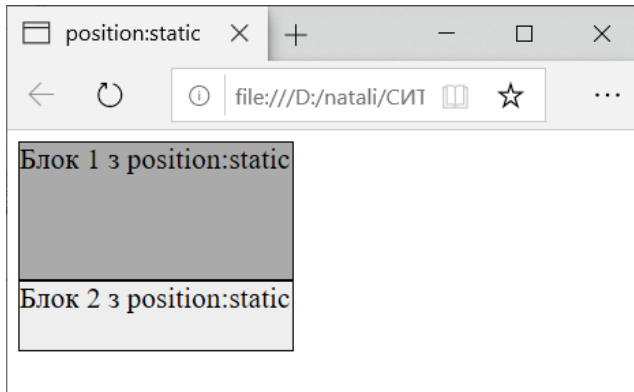 position:static
file:///D:/natali/СИТ
Блок 1 з position:static
Блок 2 з position:static